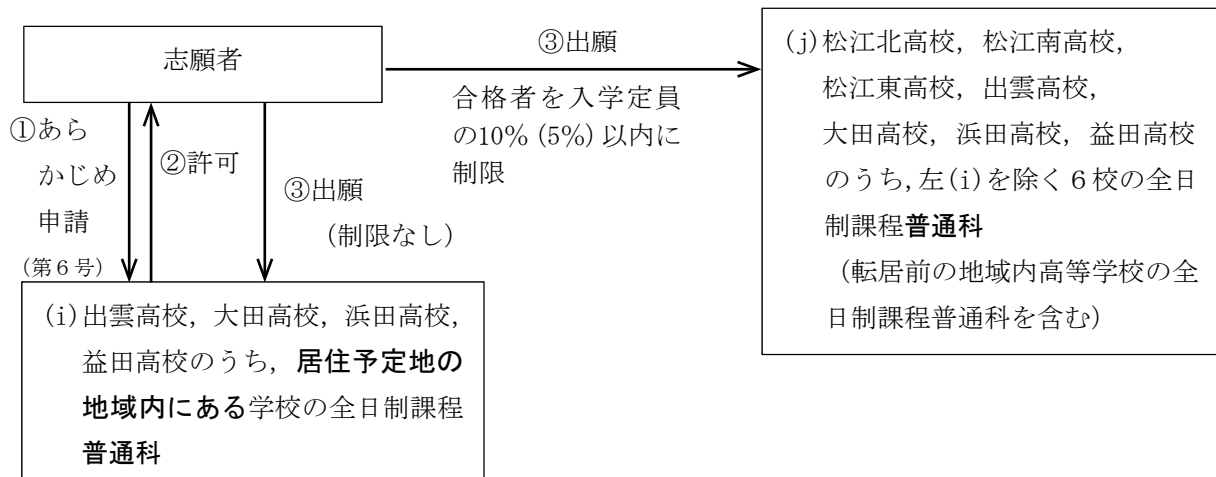 志願者
①あら
かじめ
申請
(第６号)
②許可
③出願
（制限なし）
③出願
合格者を入学定員
の10％(5％)以内に
制限
(i)出雲高校，大田高校，浜田高校，
益田高校のうち，居住予定地の
地域内にある学校の全日制課程
普通科
(j)松江北高校，松江南高校，
松江東高校，出雲高校，
大田高校，浜田高校，益田高校
のうち,左(i)を除く６校の全日
制課程普通科
（転居前の地域内高等学校の全
日制課程普通科を含む）